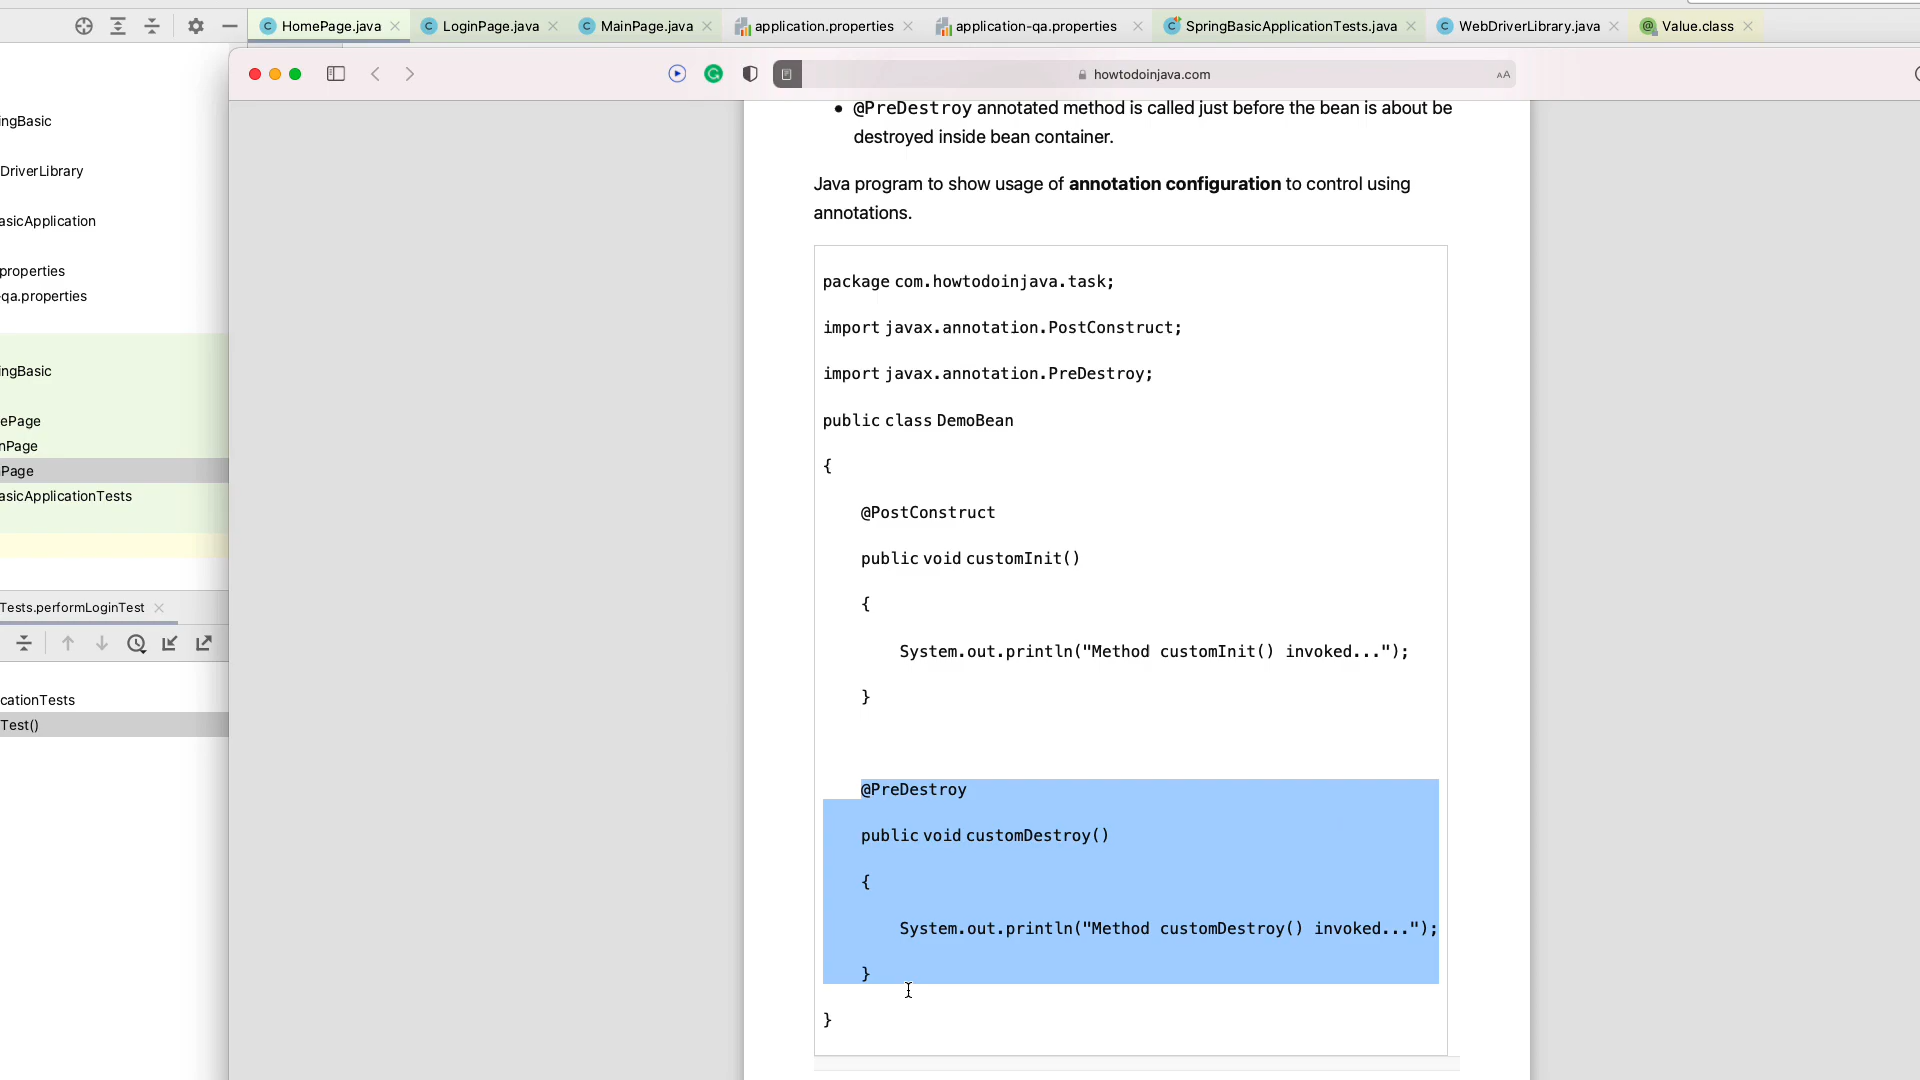 HomePage.java LoginPage.java MainPage.java application.properties application-qa.properties SpringBasicApplicationTests.java WebDriverLibrary.java Value.class
howtodoinjava.com AA
ingBasic
DriverLibrary
asicApplication
properties
-qa.properties
ingBasic
ePage
nPage
Page
asicApplicationTests
Tests.performLoginTest
cationTests
Test()
• @PreDestroy annotated method is called just before the bean is about be
destroyed inside bean container.
Java program to show usage of annotation configuration to control using
annotations.
package com.howtodoinjava.task;
import javax.annotation.PostConstruct;
import javax.annotation.PreDestroy;
public class DemoBean
{
@PostConstruct
public void customInit()
{
System.out.println("Method customInit() invoked...");
}
@PreDestroy
public void customDestroy()
{
System.out.println("Method customDestroy() invoked...");
}
}